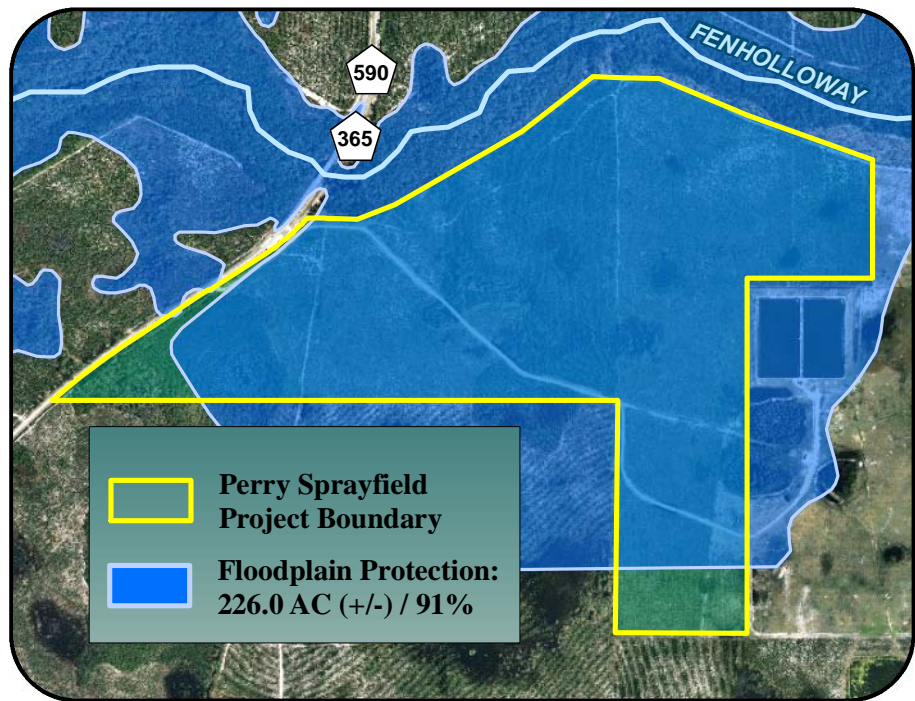 FENHOLLOWAY
590
365
Perry Sprayfield
Project Boundary
Floodplain Protection:
226.0 AC (+/-) / 91%